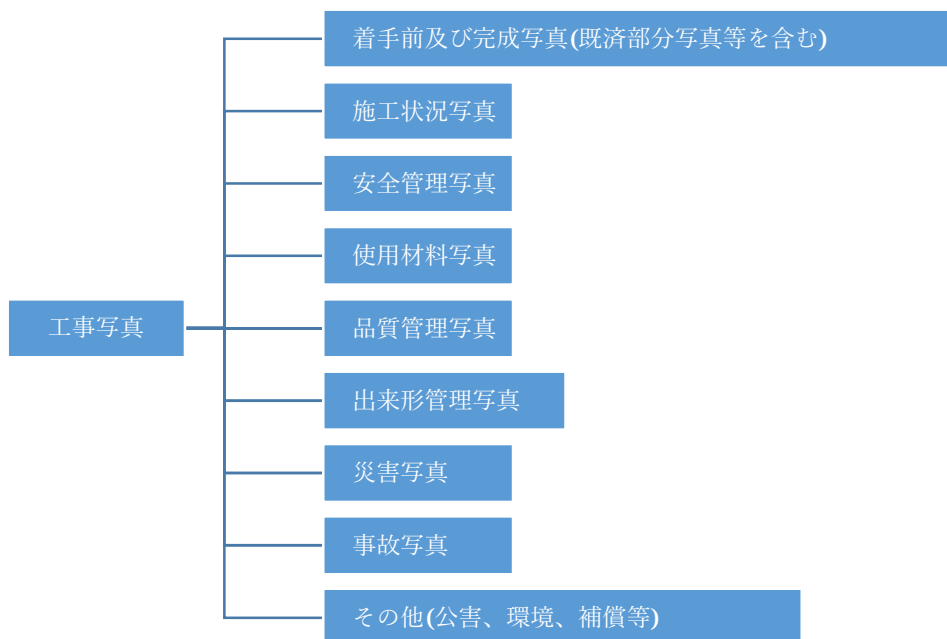 工事写真
着手前及び完成写真(既済部分写真等を含む)
施工状況写真
安全管理写真
使用材料写真
品質管理写真
出来形管理写真
災害写真
事故写真
その他(公害、環境、補償等)